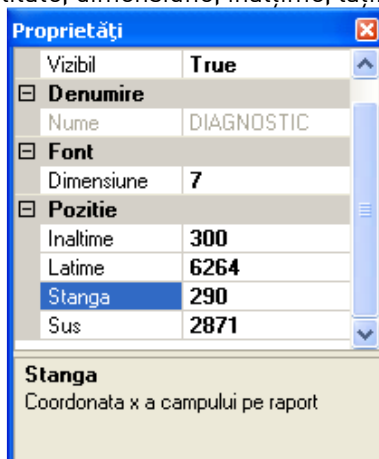 Proprietăţi
Vizibil True
Denumire
Nume DIAGNOSTIC
Font
Dimensiune 7
Pozitie
Inaltime 300
Latime 6264
Stanga 290
Sus 2871
Stanga
Coordonata x a campului pe raport